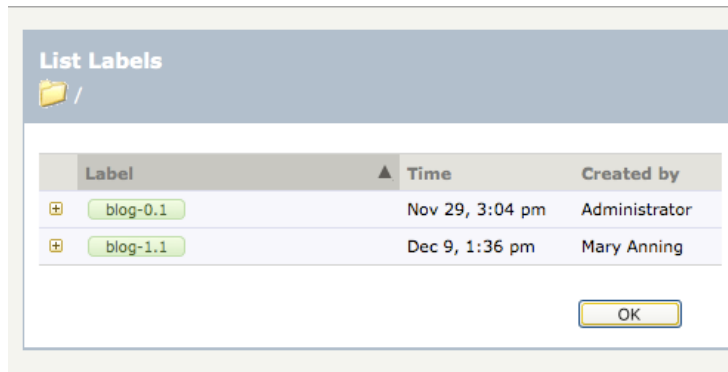 List Labels
/
Label Time Created by
blog-0.1 Nov 29, 3:04 pm Administrator
blog-1.1 Dec 9, 1:36 pm Mary Anning
OK